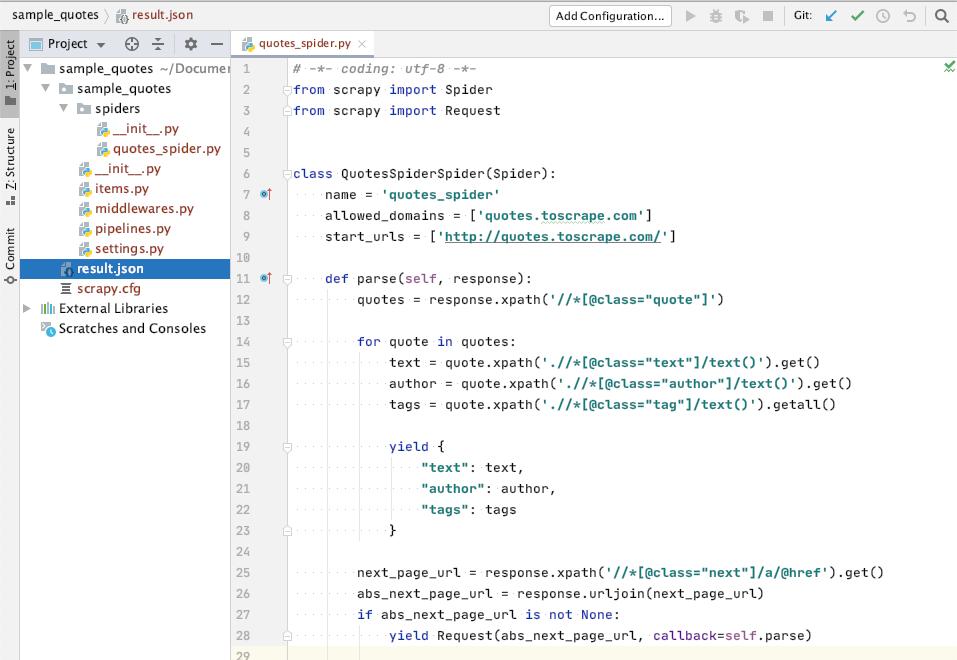 sample_quotes result.json Add Configuration... Git:
1: Project
Z: Structure
Commit
Project
sample_quotes ~/Documen
sample_quotes
spiders
__init__.py
quotes_spider.py
__init__.py
items.py
middlewares.py
pipelines.py
settings.py
result.json
scrapy.cfg
External Libraries
Scratches and Consoles
quotes_spider.py
1 # -*- coding: utf-8 -*-
2 from scrapy import Spider
3 from scrapy import Request
4
5
6 class QuotesSpiderSpider(Spider):
7 name = 'quotes_spider'
8 allowed_domains = ['quotes.toscrape.com']
9 start_urls = ['http://quotes.toscrape.com/']
10
11 def parse(self, response):
12 quotes = response.xpath('//*[@class="quote"]')
13
14 for quote in quotes:
15 text = quote.xpath('.//*[@class="text"]/text()').get()
16 author = quote.xpath('.//*[@class="author"]/text()').get()
17 tags = quote.xpath('.//*[@class="tag"]/text()').getall()
18
19 yield {
20 "text": text,
21 "author": author,
22 "tags": tags
23 }
24
25 next_page_url = response.xpath('//*[@class="next"]/a/@href').get()
26 abs_next_page_url = response.urljoin(next_page_url)
27 if abs_next_page_url is not None:
28 yield Request(abs_next_page_url, callback=self.parse)
29